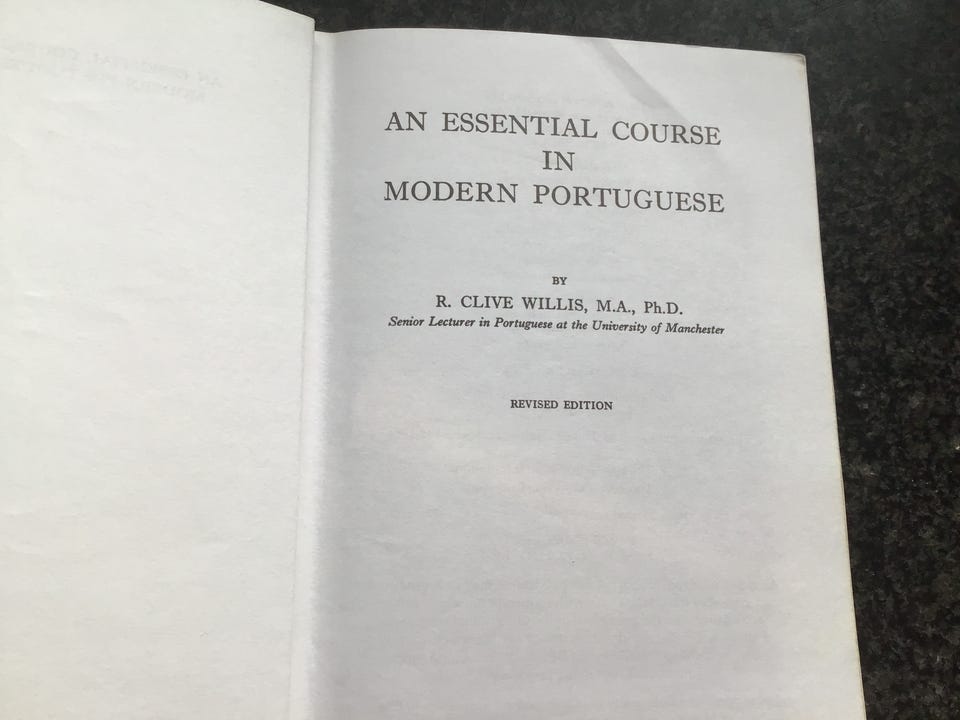 AN ESSENTIAL COURSE
IN
MODERN PORTUGUESE
BY
R. CLIVE WILLIS, M.A., Ph.D.
Senior Lecturer in Portuguese at the University of Manchester
REVISED EDITION